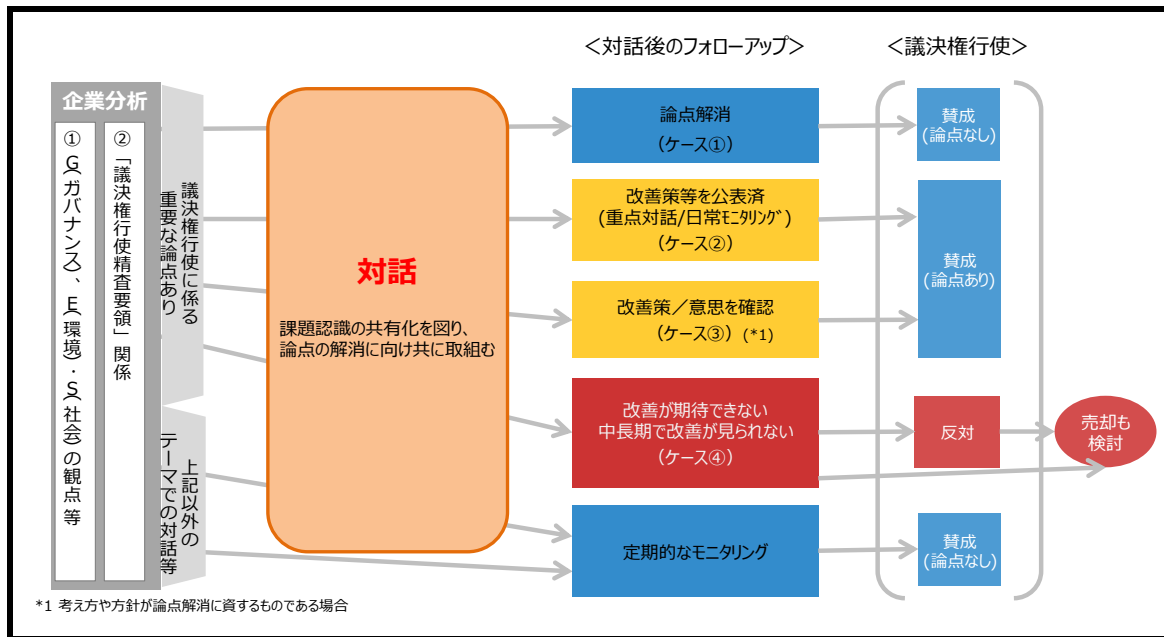 ＜対話後のフォローアップ＞
＜議決権行使＞
企業分析
①G（ガバナンス）、E（環境）・S（社会）の観点等
②「議決権行使精査要領」関係
議決権行使に係る
重要な論点あり
上記以外の
テーマでの対話等
対話
課題認識の共有化を図り、
論点の解消に向け共に取組む
論点解消
（ケース①）
賛成
(論点なし)
改善策等を公表済
(重点対話/日常ﾓﾆﾀﾘﾝｸﾞ)
（ケース②）
改善策／意思を確認
（ケース③）(*1)
賛成
(論点あり)
改善が期待できない
中長期で改善が見られない
（ケース④）
反対
売却も
検討
定期的なモニタリング
賛成
(論点なし)
*1 考え方や方針が論点解消に資するものである場合